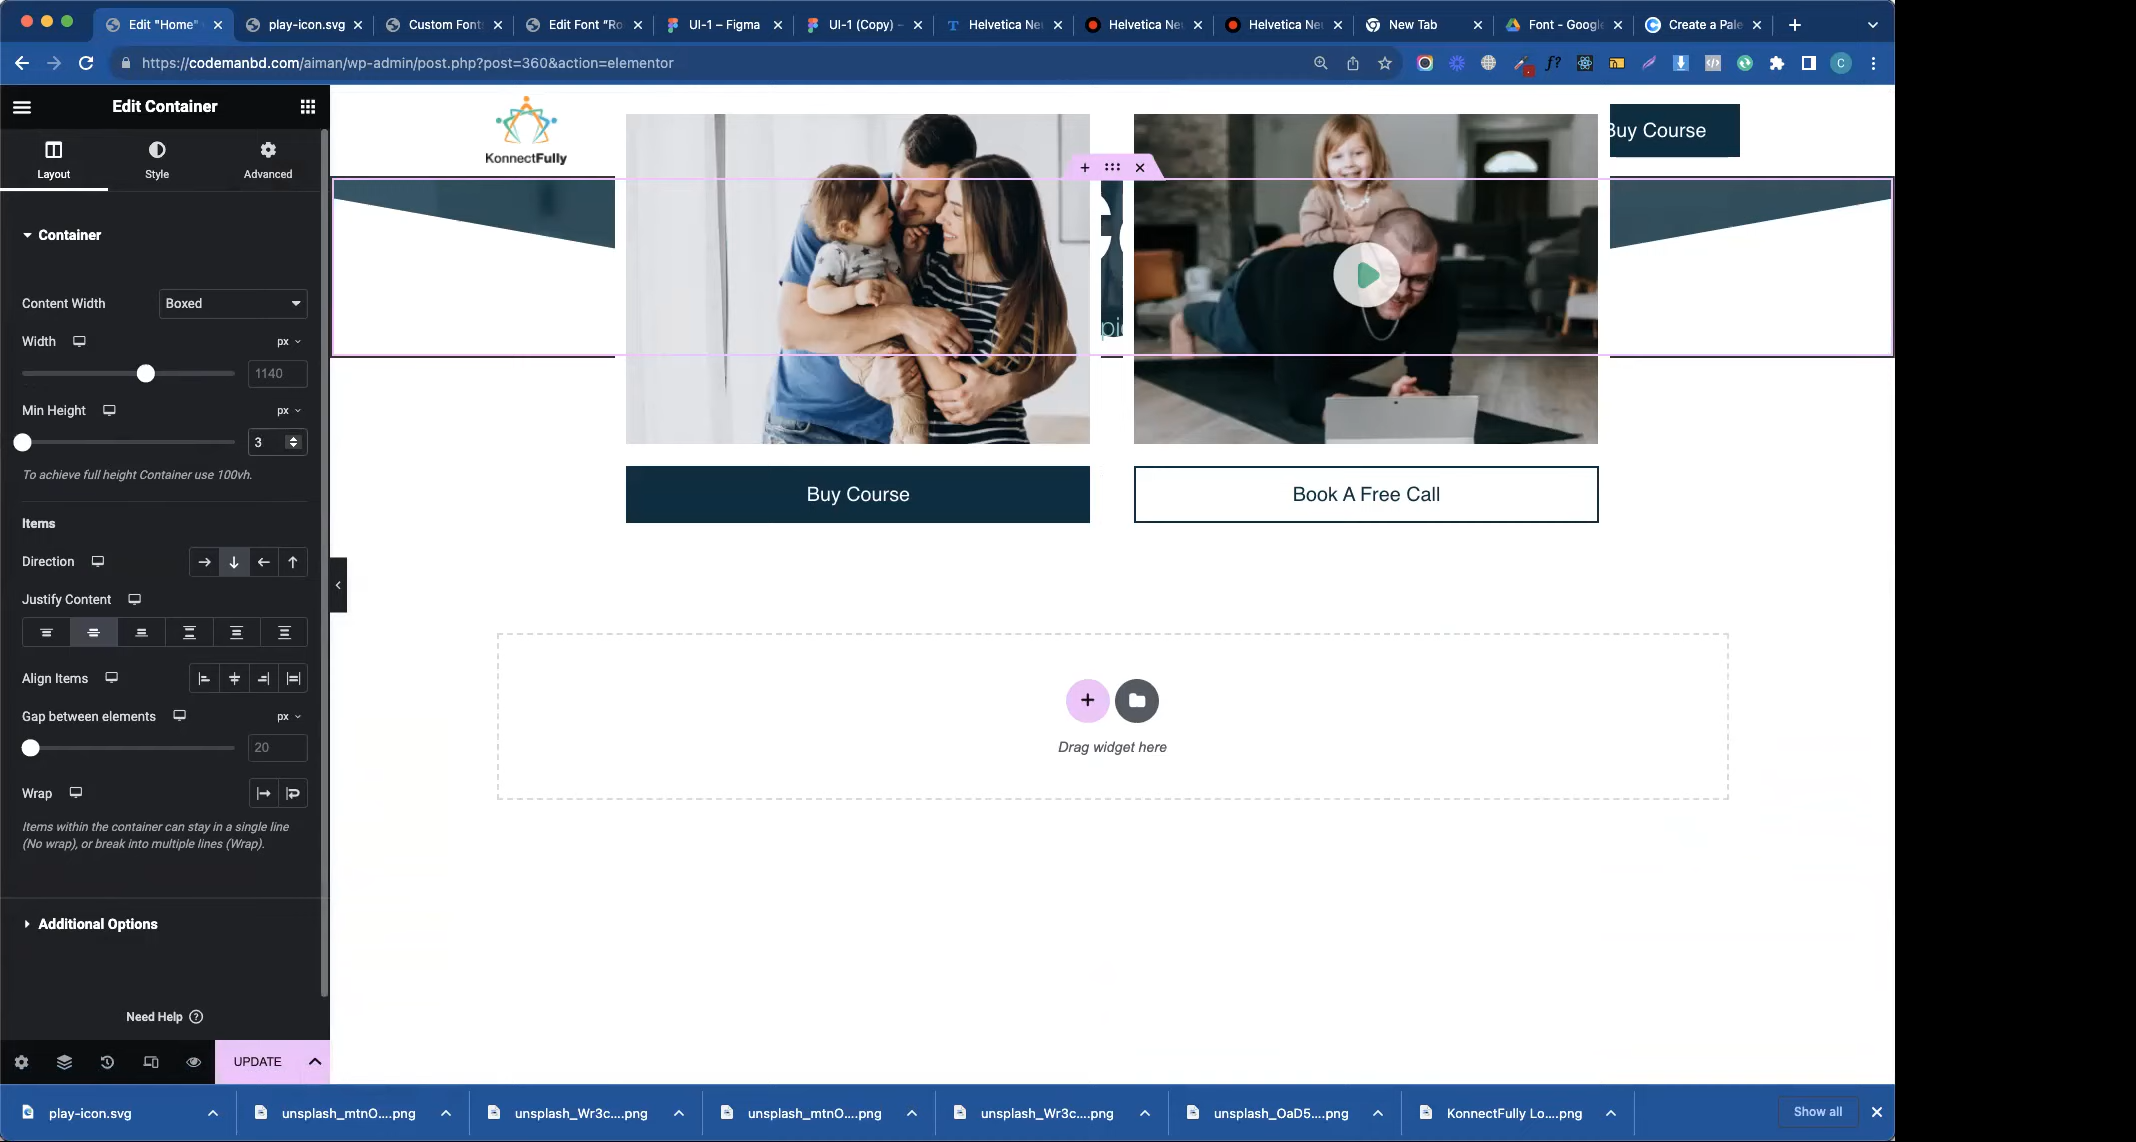 Edit "Home"
play-icon.svg
Custom Font
Edit Font "Ro
UI-1 – Figma
UI-1 (Copy) –
Helvetica Ne
Helvetica Ne
Helvetica Ne
New Tab
Font - Google
Create a Pale
https://codemanbd.com/aiman/wp-admin/post.php?post=360&action=elementor
Edit Container
Layout
Style
Advanced
Container
Content Width
Boxed
Width
px
1140
Min Height
px
3
To achieve full height Container use 100vh.
Items
Direction
Justify Content
Align Items
Gap between elements
px
20
Wrap
Items within the container can stay in a single line
(No wrap), or break into multiple lines (Wrap).
Additional Options
Need Help
UPDATE
KonnectFully
Buy Course
Buy Course
Book A Free Call
Drag widget here
play-icon.svg
unsplash_mtnO....png
unsplash_Wr3c....png
unsplash_mtnO....png
unsplash_Wr3c....png
unsplash_OaD5....png
KonnectFully Lo....png
Show all